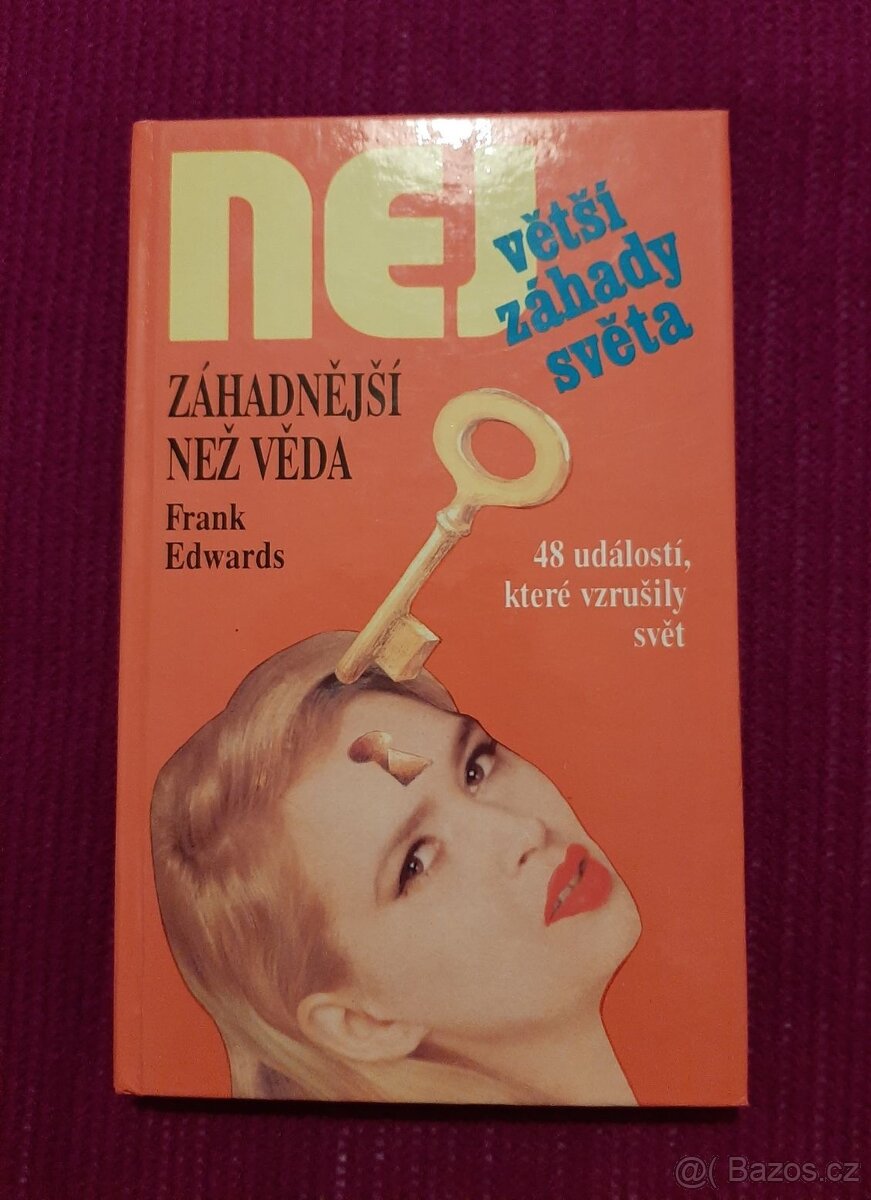 NEJ
větší
záhady
světa
ZÁHADNĚJŠÍ
NEŽ VĚDA
Frank
Edwards
48 událostí,
které vzrušily
svět
@( Bazos.cz